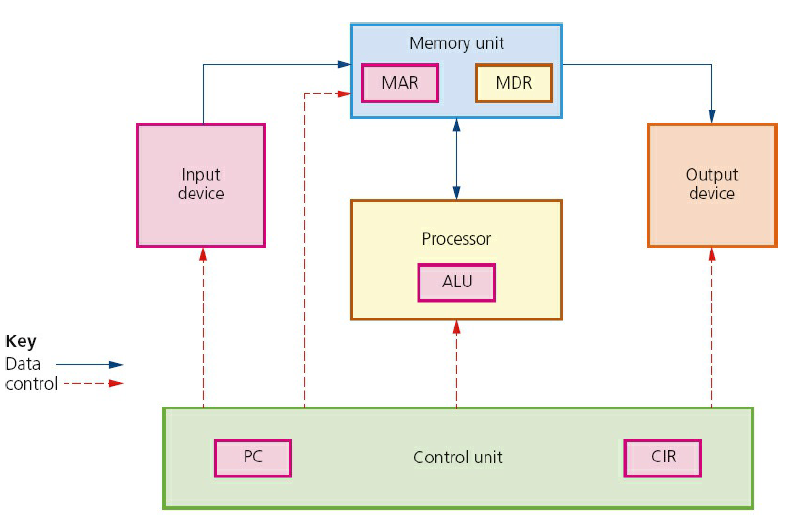 Memory unit
MAR
MDR
Input
device
Output
device
Processor
ALU
Key
Data
control
PC
Control unit
CIR